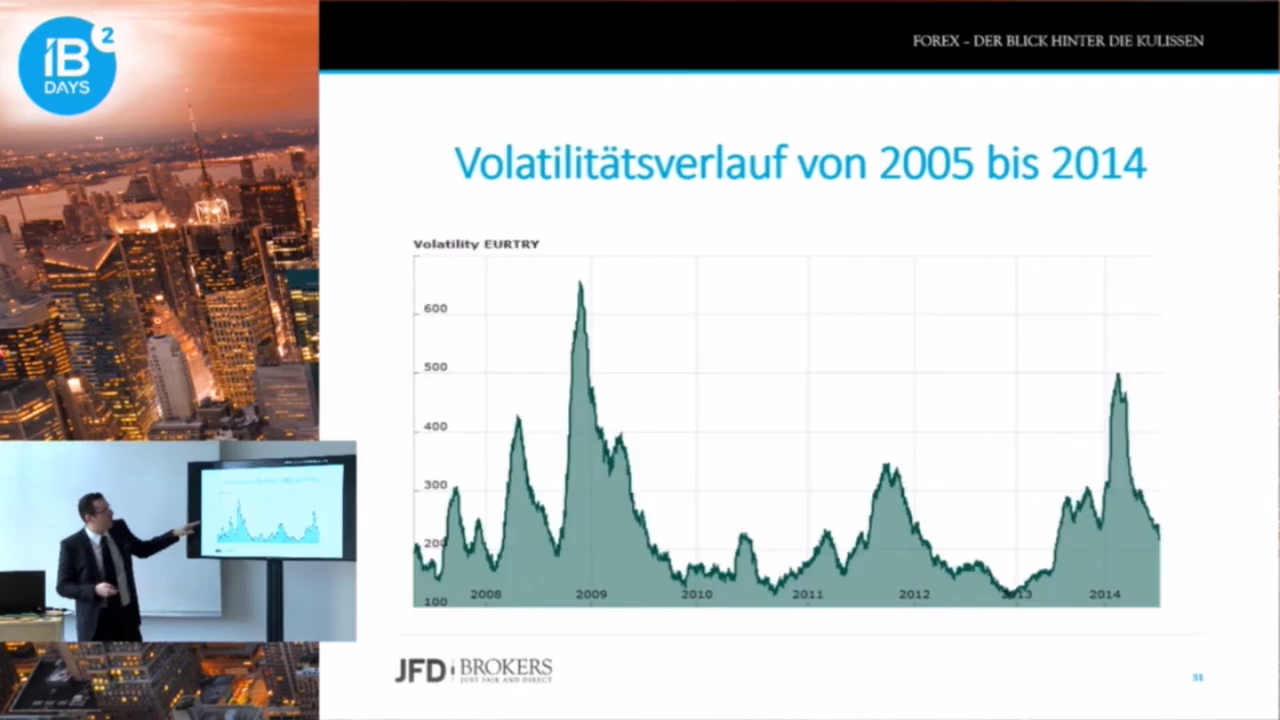 iB
2
DAYS
FOREX – DER BLICK HINTER DIE KULISSEN
Volatilitätsverlauf von 2005 bis 2014
Volatility EURTRY
600
500
400
300
200
100
2008
2009
2010
2011
2012
2013
2014
JFD BROKERS
JUST FAIR AND DIRECT